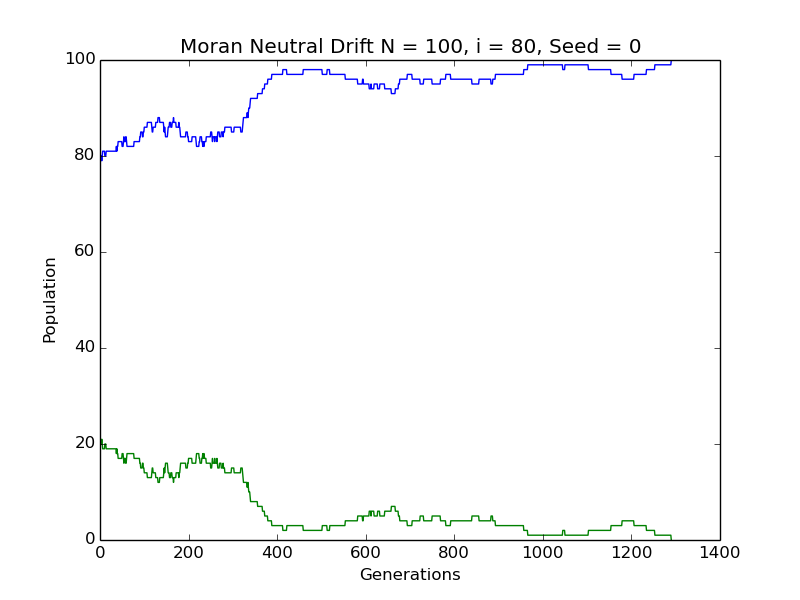 Moran Neutral Drift N = 100, i = 80, Seed = 0
100
80
60
40
20
0
Population
0 200 400 600 800 1000 1200 1400
Generations